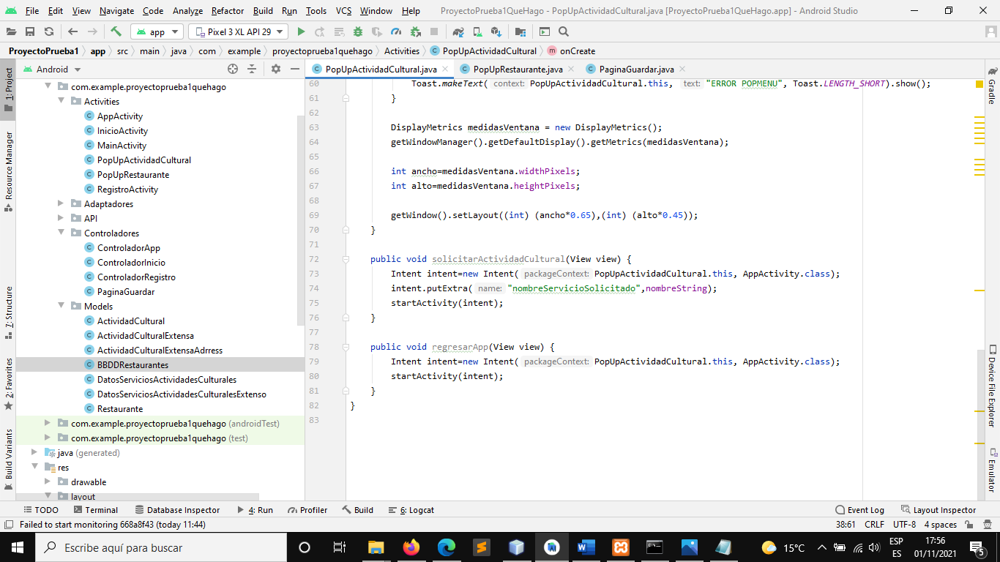 File Edit View Navigate Code Analyze Refactor Build Run Tools VCS Window Help ProyectoPrueba1QueHago - PopUpActividadCultural.java [ProyectoPrueba1QueHago.app] - Android Studio
app Pixel 3 XL API 29
ProyectoPrueba1 app src main java com example proyectoprueba1quehago Activities PopUpActividadCultural onCreate
Android
PopUpActividadCultural.java PopUpRestaurante.java PaginaGuardar.java
1: Project
Resource Manager
7: Structure
2: Favorites
Build Variants
com.example.proyectoprueba1quehago
Activities
AppActivity
InicioActivity
MainActivity
PopUpActividadCultural
PopUpRestaurante
RegistroActivity
Adaptadores
API
Controladores
ControladorApp
ControladorInicio
ControladorRegistro
PaginaGuardar
Models
ActividadCultural
ActividadCulturalExtensa
ActividadCulturalExtensaAdrress
BBDDRestaurantes
DatosServiciosActividadesCulturales
DatosServiciosActividadesCulturalesExtenso
Restaurante
com.example.proyectoprueba1quehago (androidTest)
com.example.proyectoprueba1quehago (test)
java (generated)
res
drawable
layout
60 Toast.makeText( context: PopUpActividadCultural.this, text: "ERROR POPMENU", Toast.LENGTH_SHORT).show();
61 }
62
63 DisplayMetrics medidasVentana = new DisplayMetrics();
64 getWindowManager().getDefaultDisplay().getMetrics(medidasVentana);
65
66 int ancho=medidasVentana.widthPixels;
67 int alto=medidasVentana.heightPixels;
68
69 getWindow().setLayout((int) (ancho*0.65),(int) (alto*0.45));
70 }
71
72 public void solicitarActividadCultural(View view) {
73 Intent intent=new Intent( packageContext: PopUpActividadCultural.this, AppActivity.class);
74 intent.putExtra( name: "nombreServicioSolicitado",nombreString);
75 startActivity(intent);
76 }
77
78 public void regresarApp(View view) {
79 Intent intent=new Intent( packageContext: PopUpActividadCultural.this, AppActivity.class);
80 startActivity(intent);
81 }
82 }
83
Gradle
Device File Explorer
Emulator
TODO Terminal Database Inspector 4: Run Profiler Build 6: Logcat Event Log Layout Inspector
Failed to start monitoring 668a8f43 (today 11:44) 38:61 CRLF UTF-8 4 spaces
Escribe aquí para buscar 15°C ESP ES 17:56 01/11/2021 5